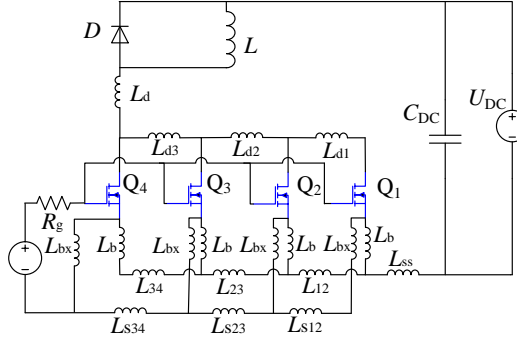 D
L
L_d
C_DC
U_DC
L_d3
L_d2
L_d1
Q_4
Q_3
Q_2
Q_1
R_g
L_bx
L_b
L_bx
L_b
L_bx
L_b
L_bx
L_b
L_34
L_23
L_12
L_ss
L_s34
L_s23
L_s12